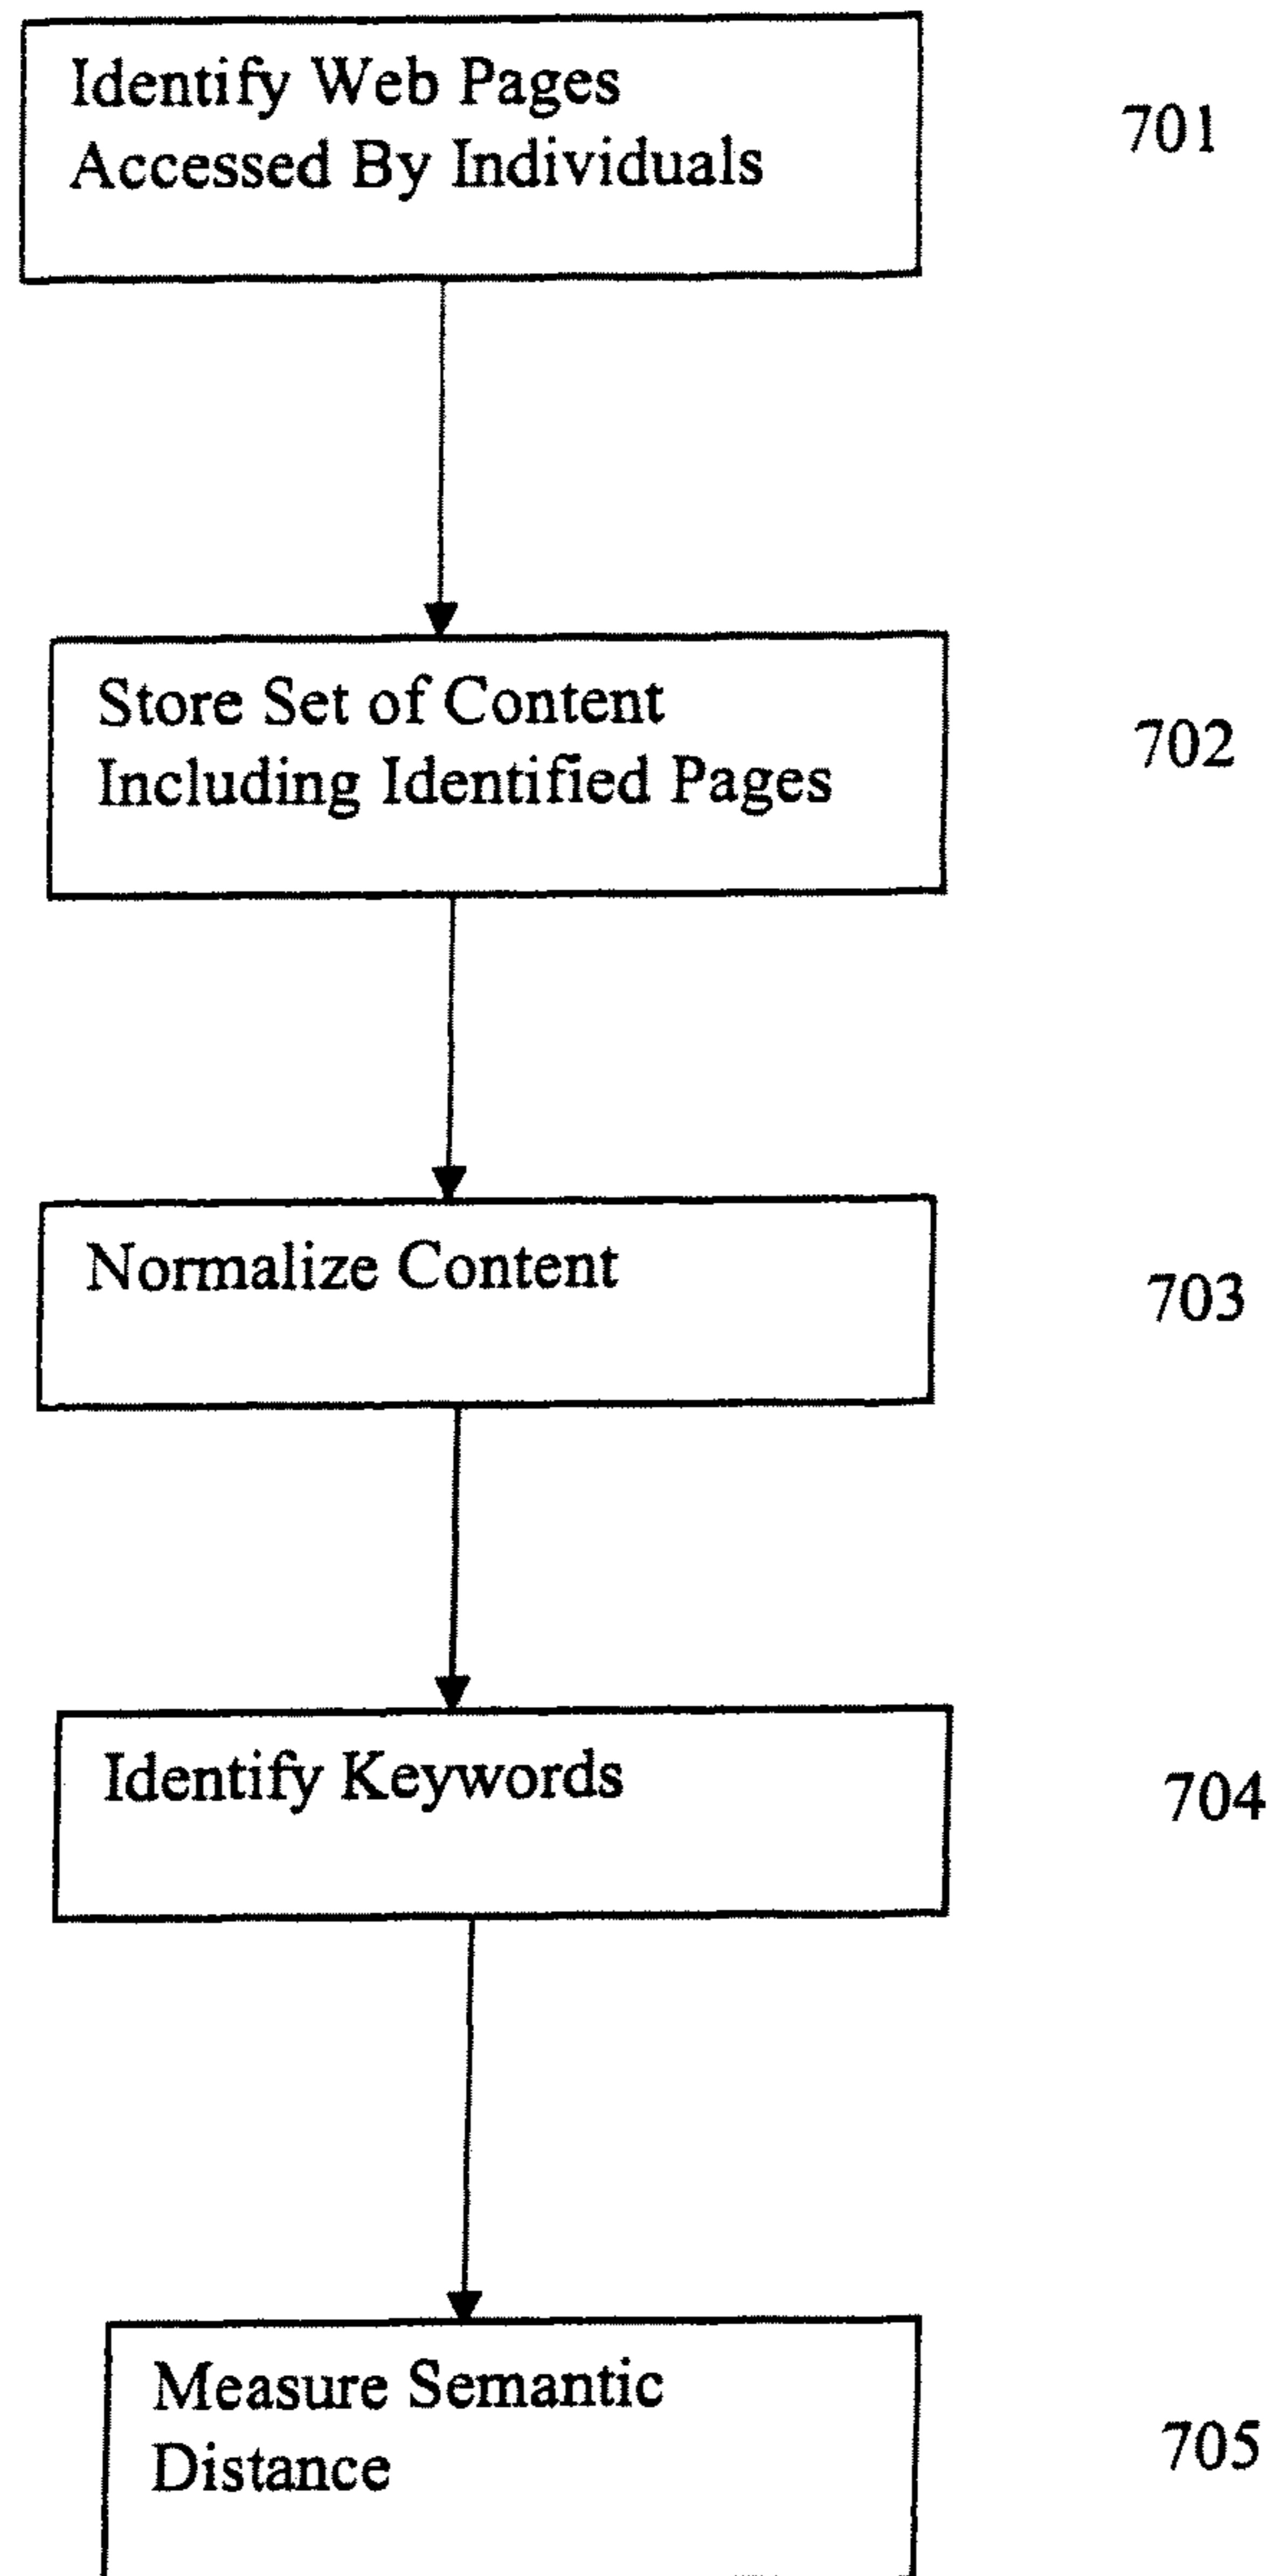 Identify Web Pages
Accessed By Individuals
701
Store Set of Content
Including Identified Pages
702
Normalize Content
703
Identify Keywords
704
Measure Semantic
Distance
705